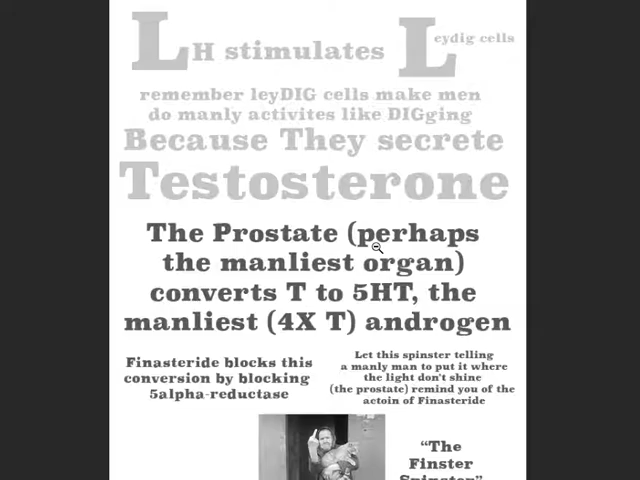 LH stimulates Leydig cells
remember leyDIG cells make men
do manly activites like DIGging
Because They secrete
Testosterone
The Prostate (perhaps
the manliest organ)
converts T to 5HT, the
manliest (4X T) androgen
Finasteride blocks this
conversion by blocking
5alpha-reductase
Let this spinster telling
a manly man to put it where
the light don't shine
(the prostate) remind you of the
actoin of Finasteride
“The
Finster
Spinster”